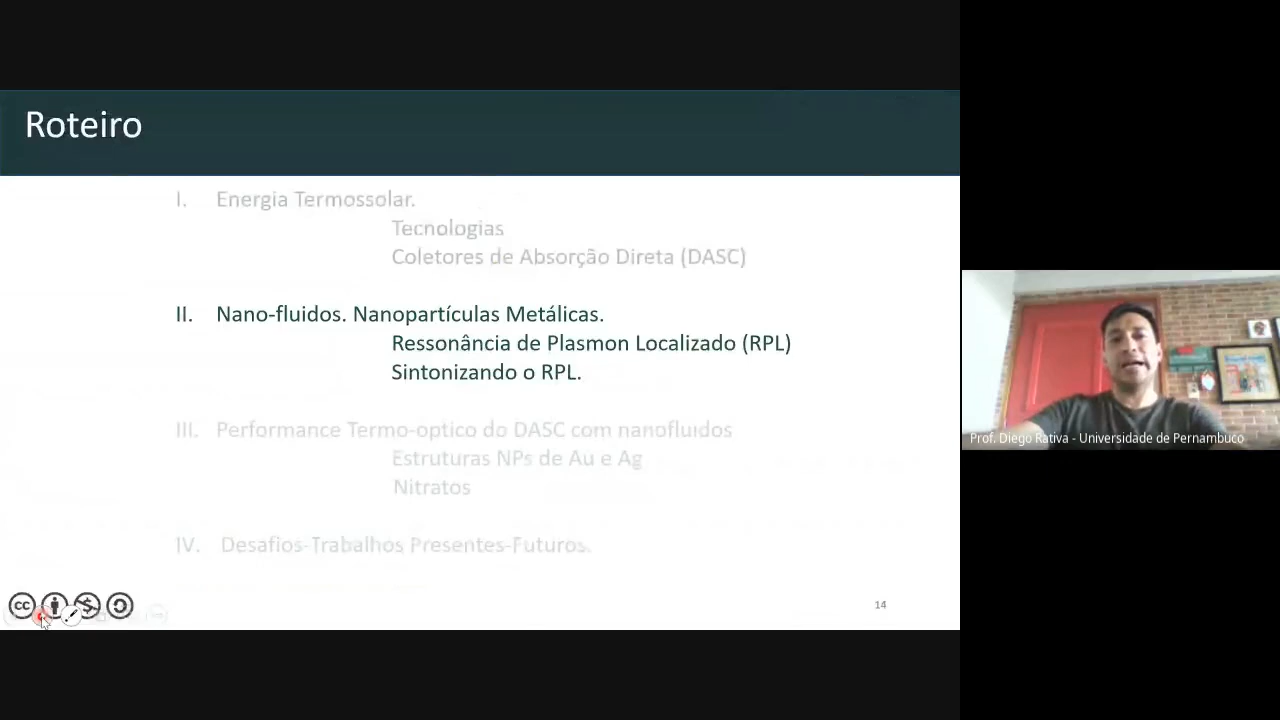 Roteiro
I. Energia Termossolar.
Tecnologias
Coletores de Absorção Direta (DASC)
II. Nano-fluidos. Nanopartículas Metálicas.
Ressonância de Plasmon Localizado (RPL)
Sintonizando o RPL.
III. Performance Termo-optico do DASC com nanofluidos
Estruturas NPs de Au e Ag
Nitratos
IV. Desafios-Trabalhos Presentes-Futuros.
cc
14
Prof. Diego Rativa - Universidade de Pernambuco